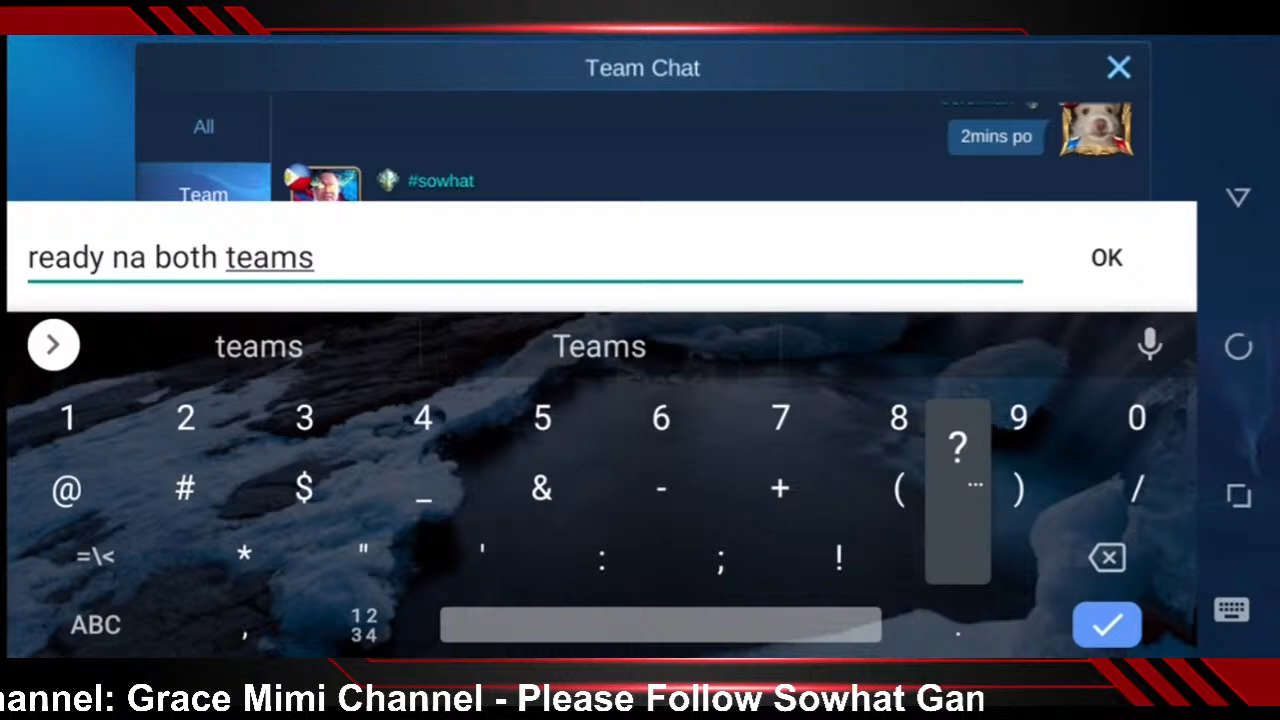 Team Chat
All
2mins po
Team
#sowhat
ready na both teams
OK
teams
Teams
1 2 3 4 5 6 7 8 9 0
?
@ # $ _ & - + ( ... ) /
=\< * " ' : ; !
ABC , 12 34 .
hannel: Grace Mimi Channel - Please Follow Sowhat Gan